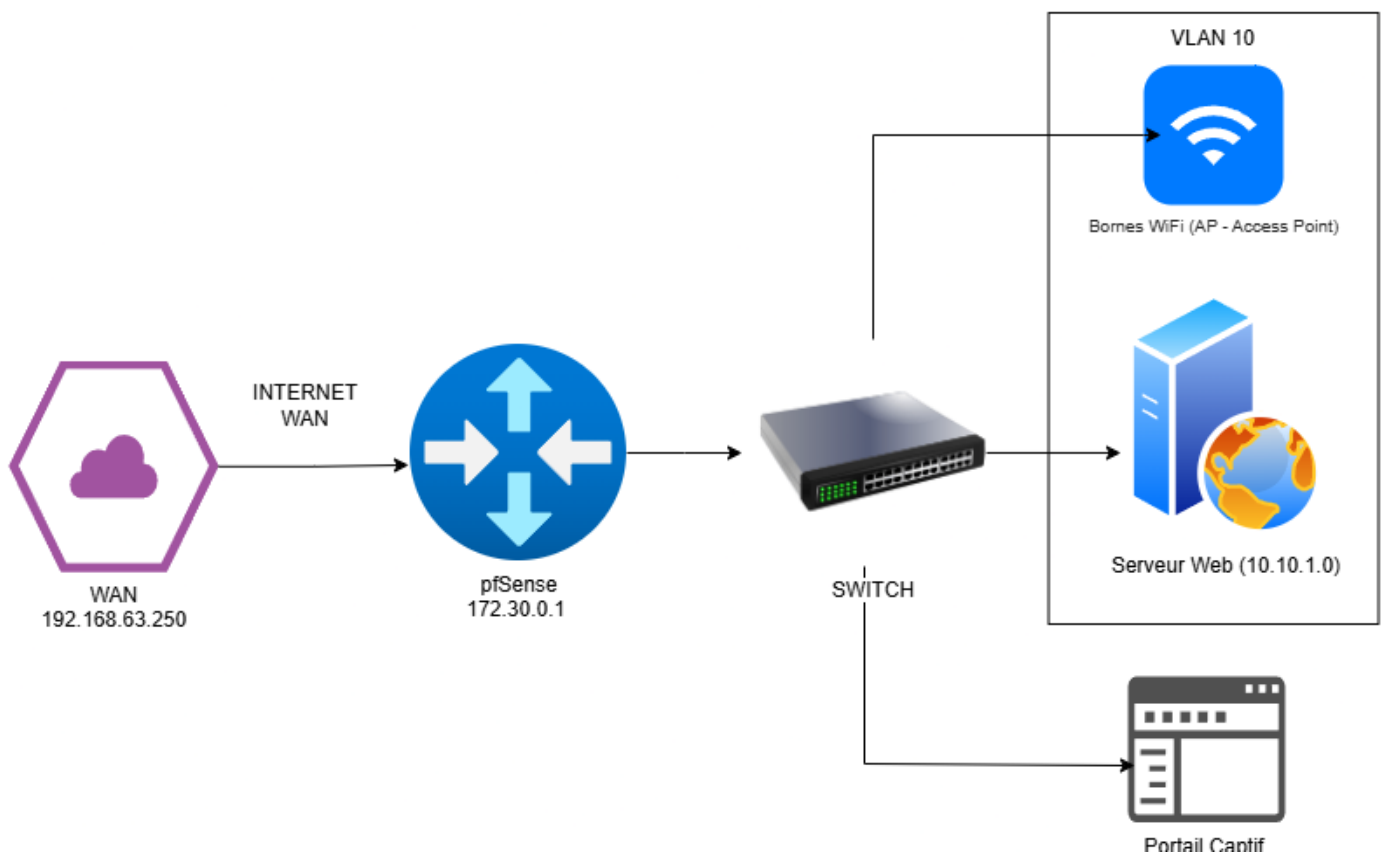 VLAN 10
Bornes WiFi (AP - Access Point)
INTERNET
WAN
WAN
192.168.63.250
pfSense
172.30.0.1
SWITCH
Serveur Web (10.10.1.0)
Portail Captif